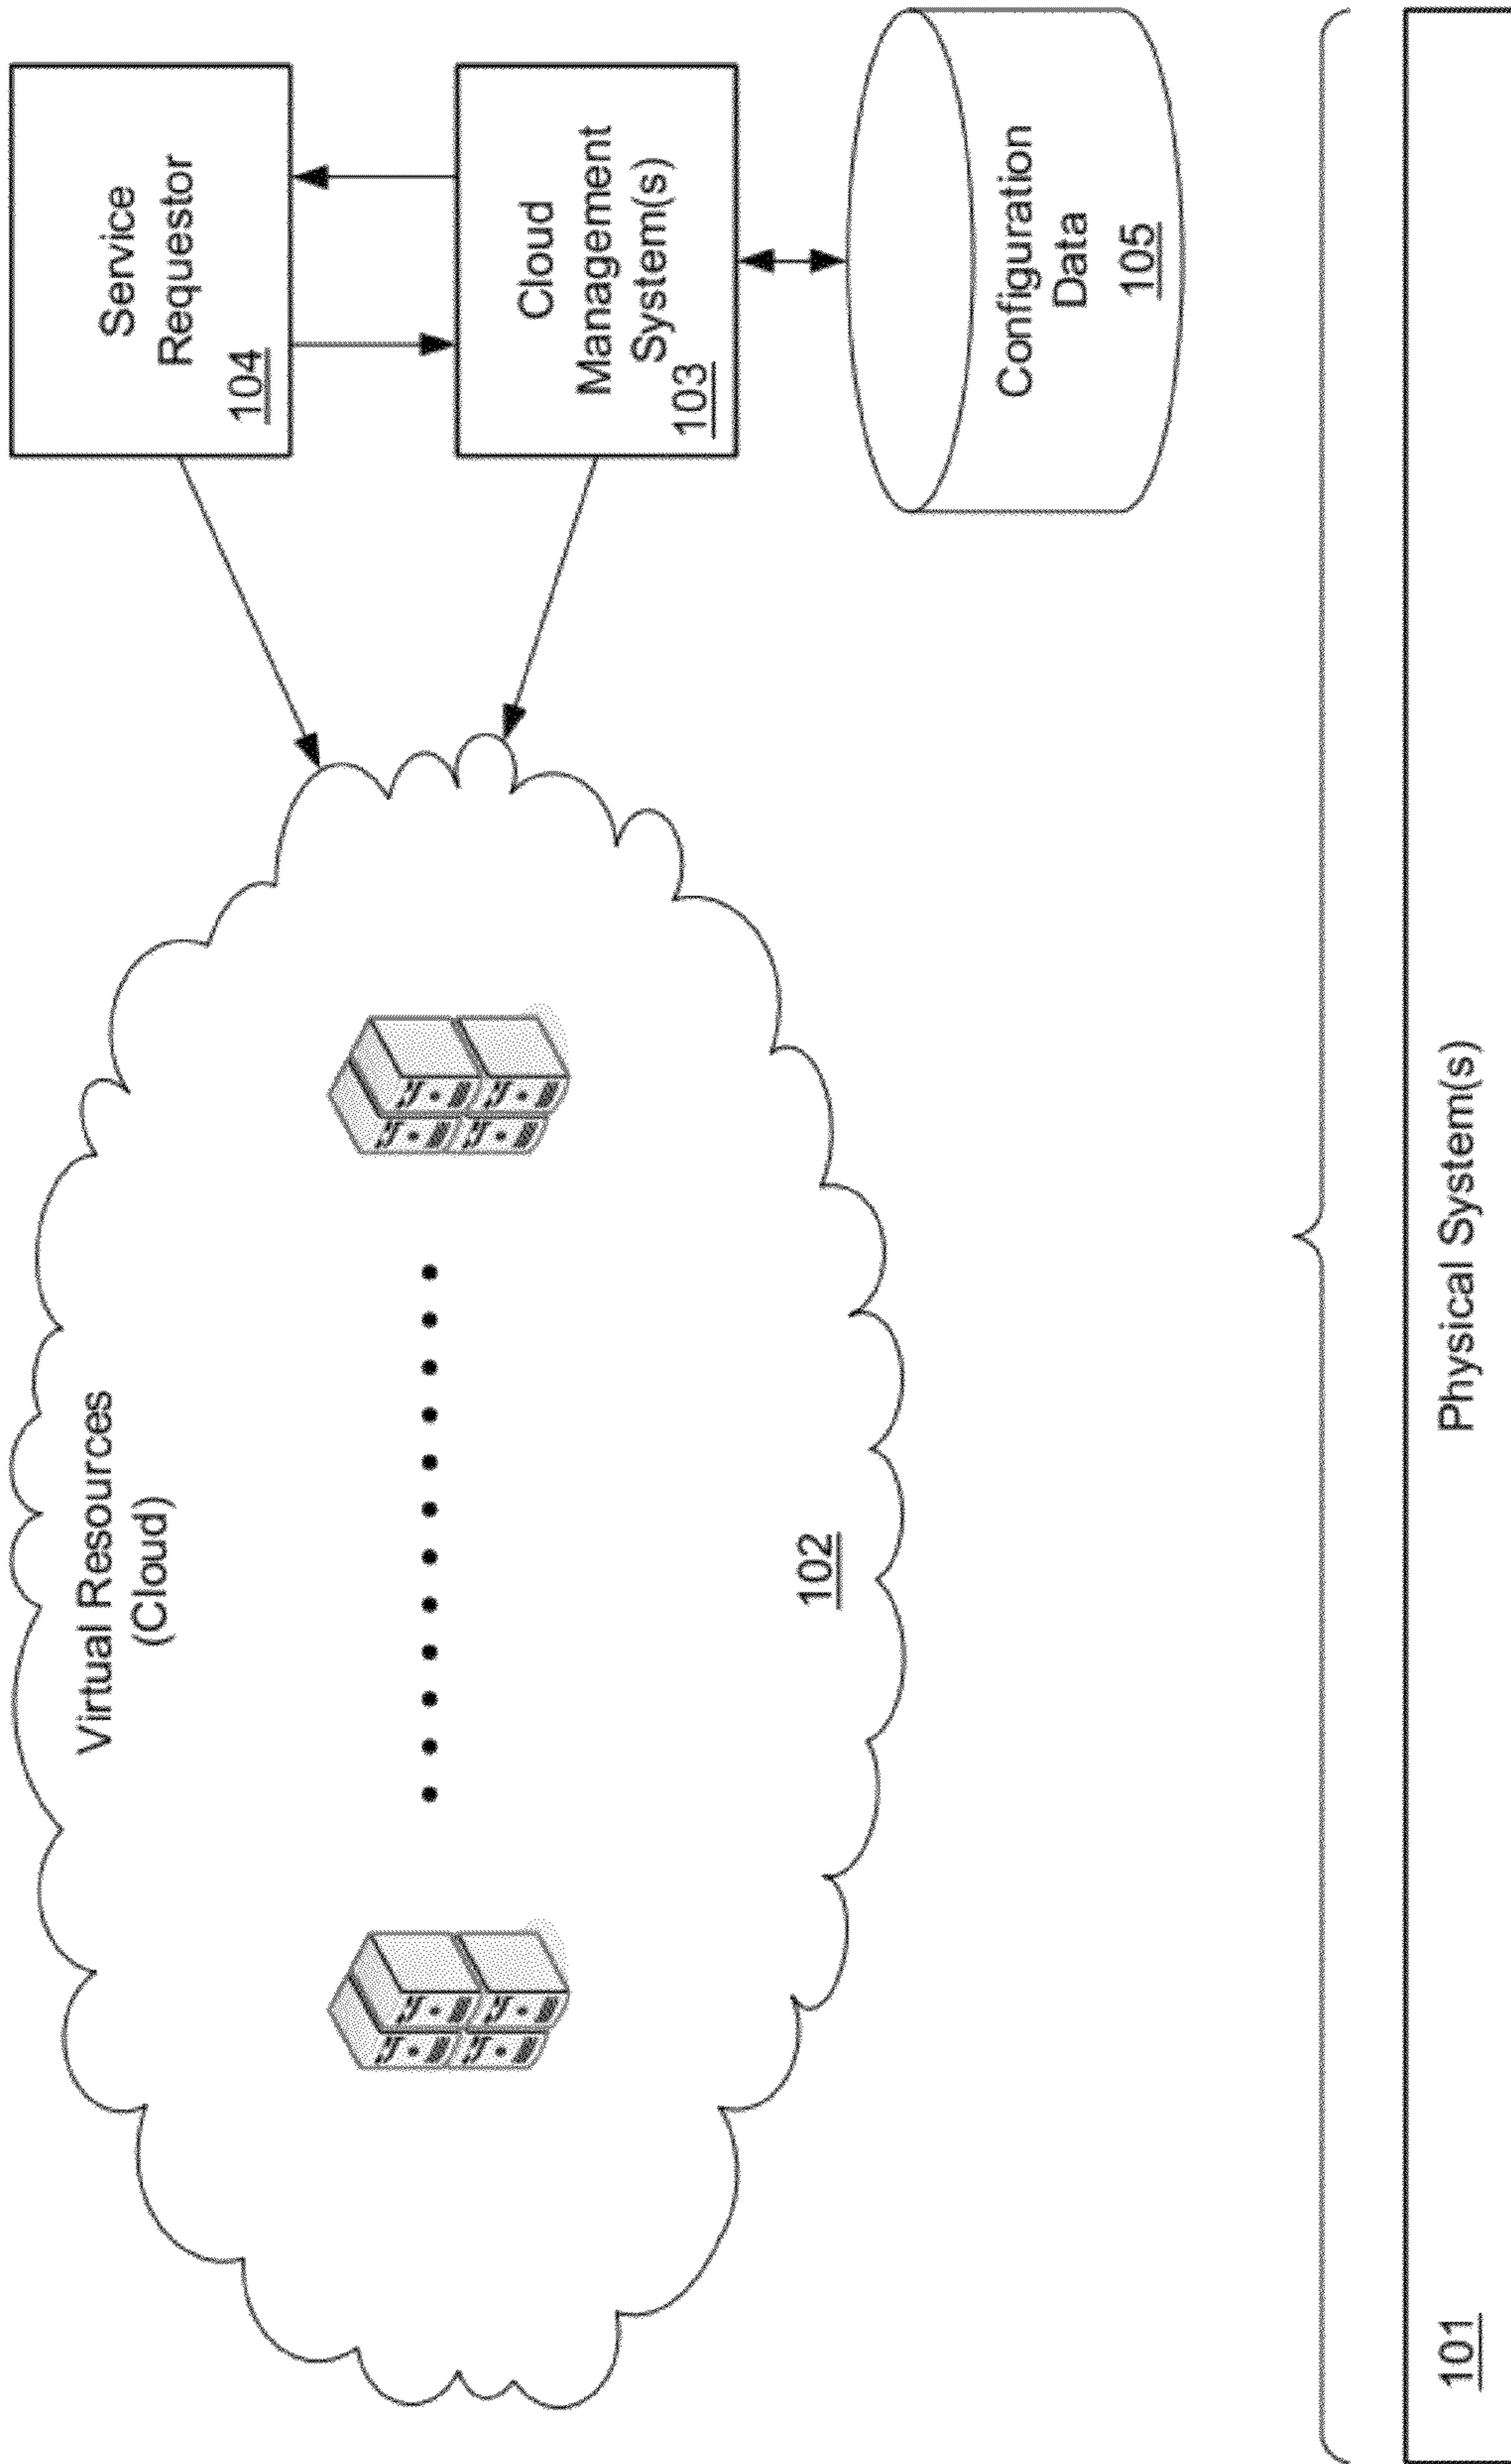 Virtual Resources
(Cloud)
102
Service
Requestor
104
Cloud
Management
System(s)
103
Configuration
Data
105
Physical System(s)
101